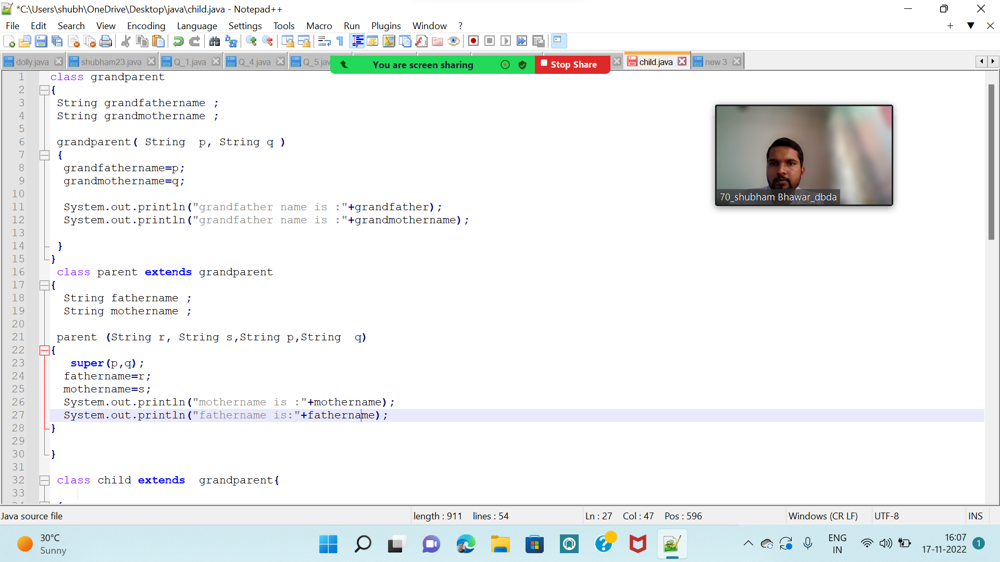 *C:\Users\shubh\OneDrive\Desktop\java\child.java - Notepad++
File Edit Search View Encoding Language Settings Tools Macro Run Plugins Window ?
dolly.java shubham23.java Q_1.java Q_4.java Q_5.jav You are screen sharing Stop Share child.java new 3
1 class grandparent
2 {
3 String grandfathername ;
4 String grandmothername ;
5
6 grandparent( String p, String q )
7 {
8 grandfathername=p;
9 grandmothername=q;
10
11 System.out.println("grandfather name is :"+grandfather);
12 System.out.println("grandfather name is :"+grandmothername);
13
14 }
15 }
16 class parent extends grandparent
17 {
18 String fathername ;
19 String mothername ;
20
21 parent (String r, String s,String p,String q)
22 {
23 super(p,q);
24 fathername=r;
25 mothername=s;
26 System.out.println("mothername is :"+mothername);
27 System.out.println("fathername is:"+fathername);
28 }
29
30 }
31
32 class child extends grandparent{
33
70_shubham Bhawar_dbda
Java source file length : 911 lines : 54 Ln : 27 Col : 47 Pos : 596 Windows (CR LF) UTF-8 INS
30°C
Sunny
ENG
IN
16:07
17-11-2022
1